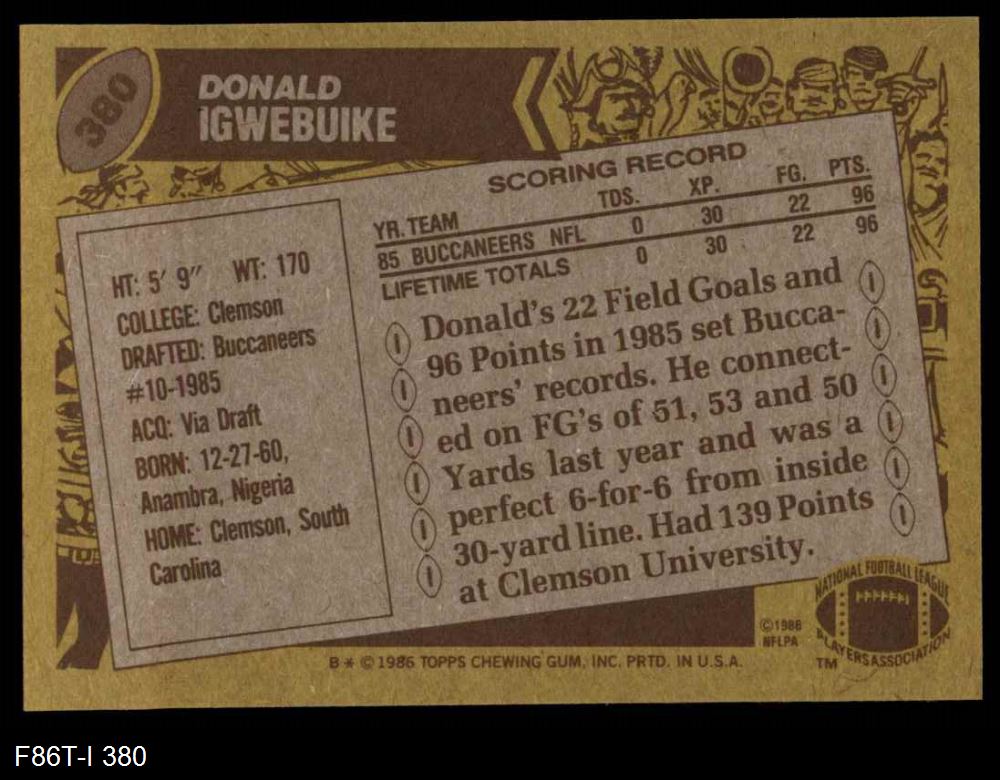 380
DONALD
IGWEBUIKE
SCORING RECORD
YR. TEAM TDS. XP. FG. PTS.
85 BUCCANEERS NFL 0 30 22 96
LIFETIME TOTALS 0 30 22 96
HT: 5' 9" WT: 170
COLLEGE: Clemson
DRAFTED: Buccaneers
#10-1985
ACQ: Via Draft
BORN: 12-27-60,
Anambra, Nigeria
HOME: Clemson, South
Carolina
Donald's 22 Field Goals and
96 Points in 1985 set Bucca-
neers' records. He connect-
ed on FG's of 51, 53 and 50
Yards last year and was a
perfect 6-for-6 from inside
30-yard line. Had 139 Points
at Clemson University.
©1986
NFLPA
NATIONAL FOOTBALL LEAGUE
PLAYERS ASSOCIATION
TM
B * © 1986 TOPPS CHEWING GUM, INC. PRTD. IN U.S.A.
F86T-I 380